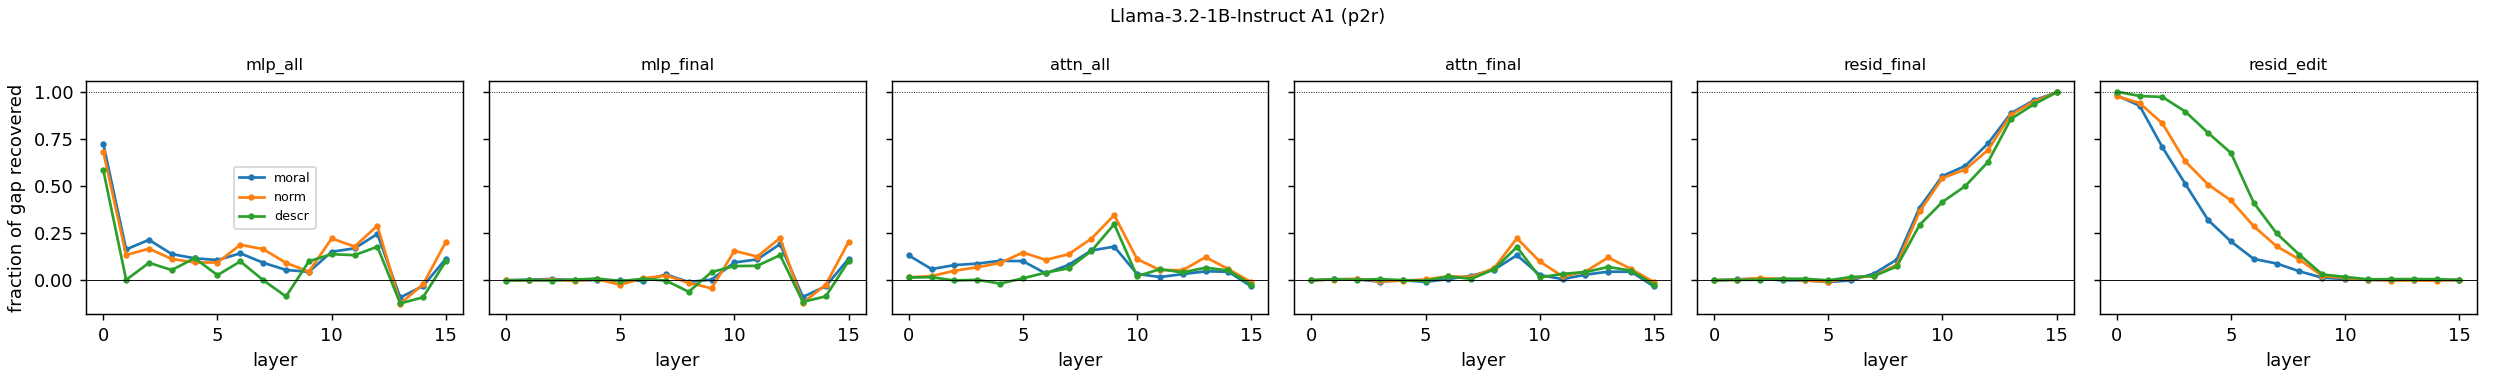 Llama-3.2-1B-Instruct A1 (p2r)
mlp_all
mlp_final
attn_all
attn_final
resid_final
resid_edit
fraction of gap recovered
1.00
0.75
0.50
0.25
0.00
moral
norm
descr
0 5 10 15
0 5 10 15
0 5 10 15
0 5 10 15
0 5 10 15
0 5 10 15
layer
layer
layer
layer
layer
layer